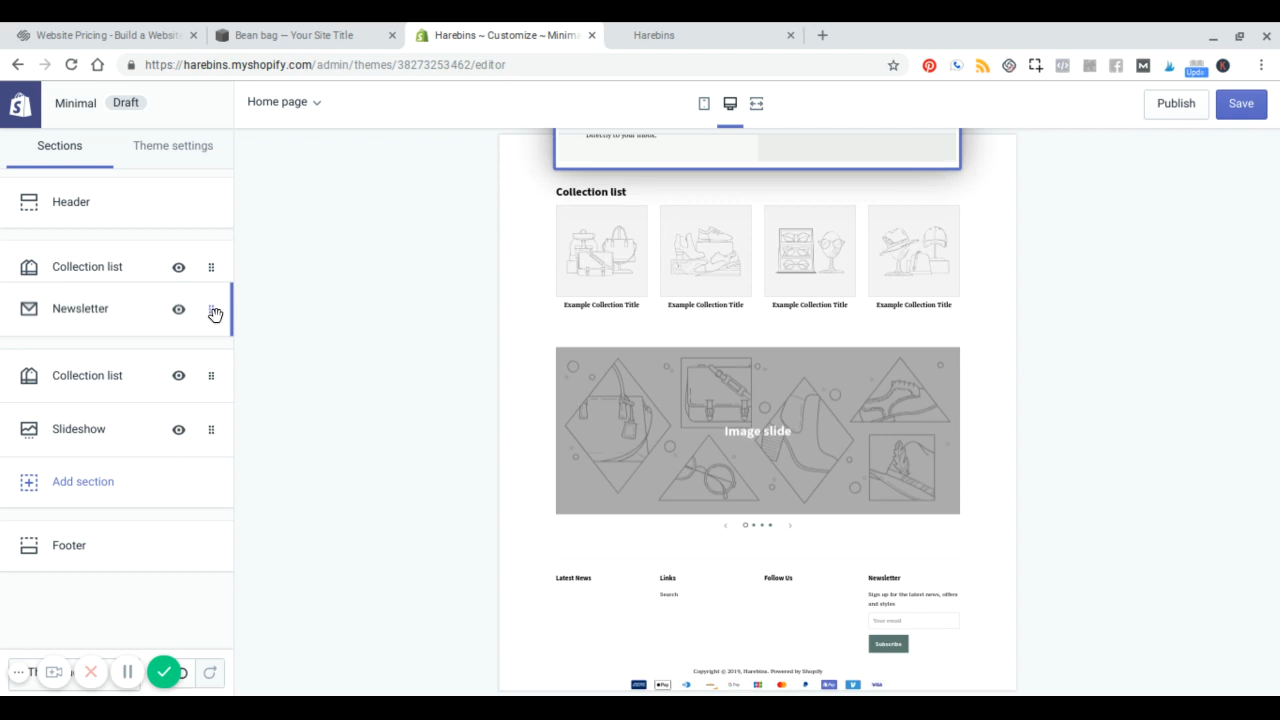 Website Pricing - Build a Website
Bean bag — Your Site Title
Harebins ~ Customize ~ Minima
Harebins
https://harebins.myshopify.com/admin/themes/38273253462/editor
Upda
K
Minimal
Draft
Home page
Publish
Save
Sections
Theme settings
Header
Collection list
Newsletter
Collection list
Slideshow
Add section
Footer
Directly to your inbox.
Collection list
Example Collection Title
Example Collection Title
Example Collection Title
Example Collection Title
Image slide
Latest News
Links
Follow Us
Newsletter
Search
Sign up for the latest news, offers
and styles
Your email
Subscribe
Copyright © 2019, Harebins. Powered by Shopify